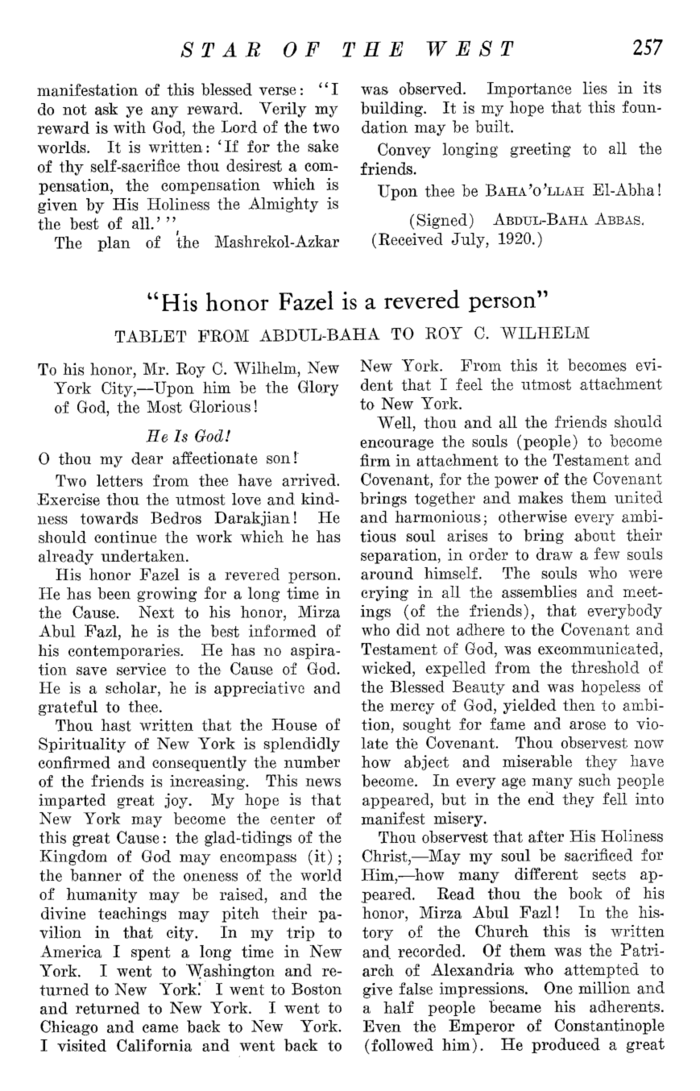 STAR OF THE WEST 257
manifestation of this blessed verse: "I
do not ask ye any reward. Verily my
reward is with God, the Lord of the two
worlds. It is written: 'If for the sake
of thy self-sacrifice thou desirest a com-
pensation, the compensation which is
given by His Holiness the Almighty is
the best of all.' ",
The plan of the Mashrekol-Azkar
was observed. Importance lies in its
building. It is my hope that this foun-
dation may be built.
Convey longing greeting to all the
friends.
Upon thee be BAHA'O'LLAH El-Abha!
(Signed) ABDUL-BAHA ABBAS.
(Received July, 1920.)
"His honor Fazel is a revered person"
TABLET FROM ABDUL-BAHA TO ROY C. WILHELM
To his honor, Mr. Roy C. Wilhelm, New
York City,—Upon him be the Glory
of God, the Most Glorious!
He Is God!
O thou my dear affectionate son!
Two letters from thee have arrived.
Exercise thou the utmost love and kind-
ness towards Bedros Darakjian! He
should continue the work which he has
already undertaken.
His honor Fazel is a revered person.
He has been growing for a long time in
the Cause. Next to his honor, Mirza
Abul Fazl, he is the best informed of
his contemporaries. He has no aspira-
tion save service to the Cause of God.
He is a scholar, he is appreciative and
grateful to thee.
Thou hast written that the House of
Spirituality of New York is splendidly
confirmed and consequently the number
of the friends is increasing. This news
imparted great joy. My hope is that
New York may become the center of
this great Cause: the glad-tidings of the
Kingdom of God may encompass (it);
the banner of the oneness of the world
of humanity may be raised, and the
divine teachings may pitch their pa-
vilion in that city. In my trip to
America I spent a long time in New
York. I went to Washington and re-
turned to New York. I went to Boston
and returned to New York. I went to
Chicago and came back to New York.
I visited California and went back to
New York. From this it becomes evi-
dent that I feel the utmost attachment
to New York.
Well, thou and all the friends should
encourage the souls (people) to become
firm in attachment to the Testament and
Covenant, for the power of the Covenant
brings together and makes them united
and harmonious; otherwise every ambi-
tious soul arises to bring about their
separation, in order to draw a few souls
around himself. The souls who were
crying in all the assemblies and meet-
ings (of the friends), that everybody
who did not adhere to the Covenant and
Testament of God, was excommunicated,
wicked, expelled from the threshold of
the Blessed Beauty and was hopeless of
the mercy of God, yielded then to ambi-
tion, sought for fame and arose to vio-
late the Covenant. Thou observest now
how abject and miserable they have
become. In every age many such people
appeared, but in the end they fell into
manifest misery.
Thou observest that after His Holiness
Christ,—May my soul be sacrificed for
Him,—how many different sects ap-
peared. Read thou the book of his
honor, Mirza Abul Fazl! In the his-
tory of the Church this is written
and recorded. Of them was the Patri-
arch of Alexandria who attempted to
give false impressions. One million and
a half people became his adherents.
Even the Emperor of Constantinople
(followed him). He produced a great